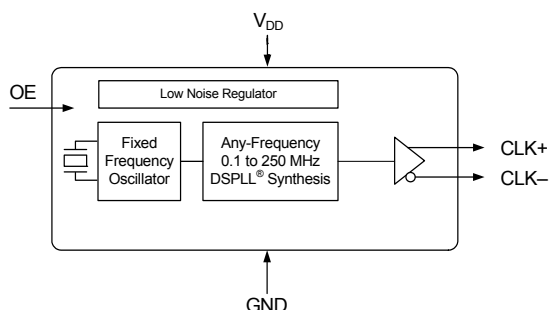 V_DD
OE
Low Noise Regulator
Fixed
Frequency
Oscillator
Any-Frequency
0.1 to 250 MHz
DSPLL® Synthesis
CLK+
CLK–
GND